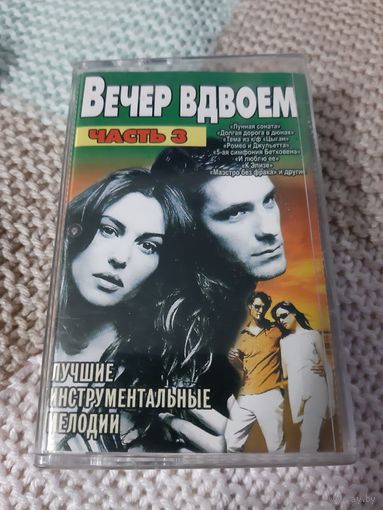 ВЕЧЕР ВДВОЕМ
ЧАСТЬ 3
«Лунная соната»
«Долгая дорога в дюнах»
«Тема из к/ф «Цыган»
«Ромео и Джульетта»
«5-ая симфония Бетховена»
«И люблю ее»
«К Элизе»
«Маэстро без фрака» и други
ЛУЧШИЕ
ИНСТРУМЕНТАЛЬНЫЕ
МЕЛОДИИ